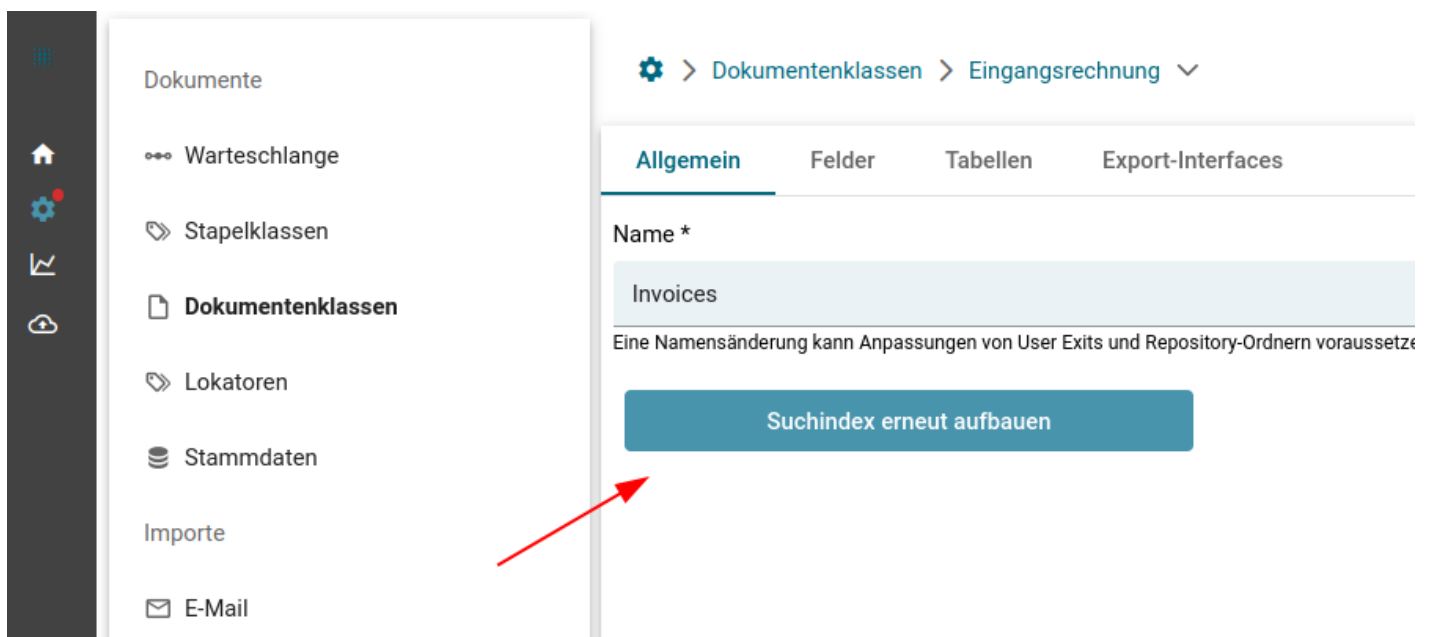 Dokumente
Warteschlange
Stapelklassen
Dokumentenklassen
Lokatoren
Stammdaten
Importe
E-Mail
Dokumentenklassen Eingangsrechnung
Allgemein Felder Tabellen Export-Interfaces
Name *
Invoices
Eine Namensänderung kann Anpassungen von User Exits und Repository-Ordnern voraussetze
Suchindex erneut aufbauen